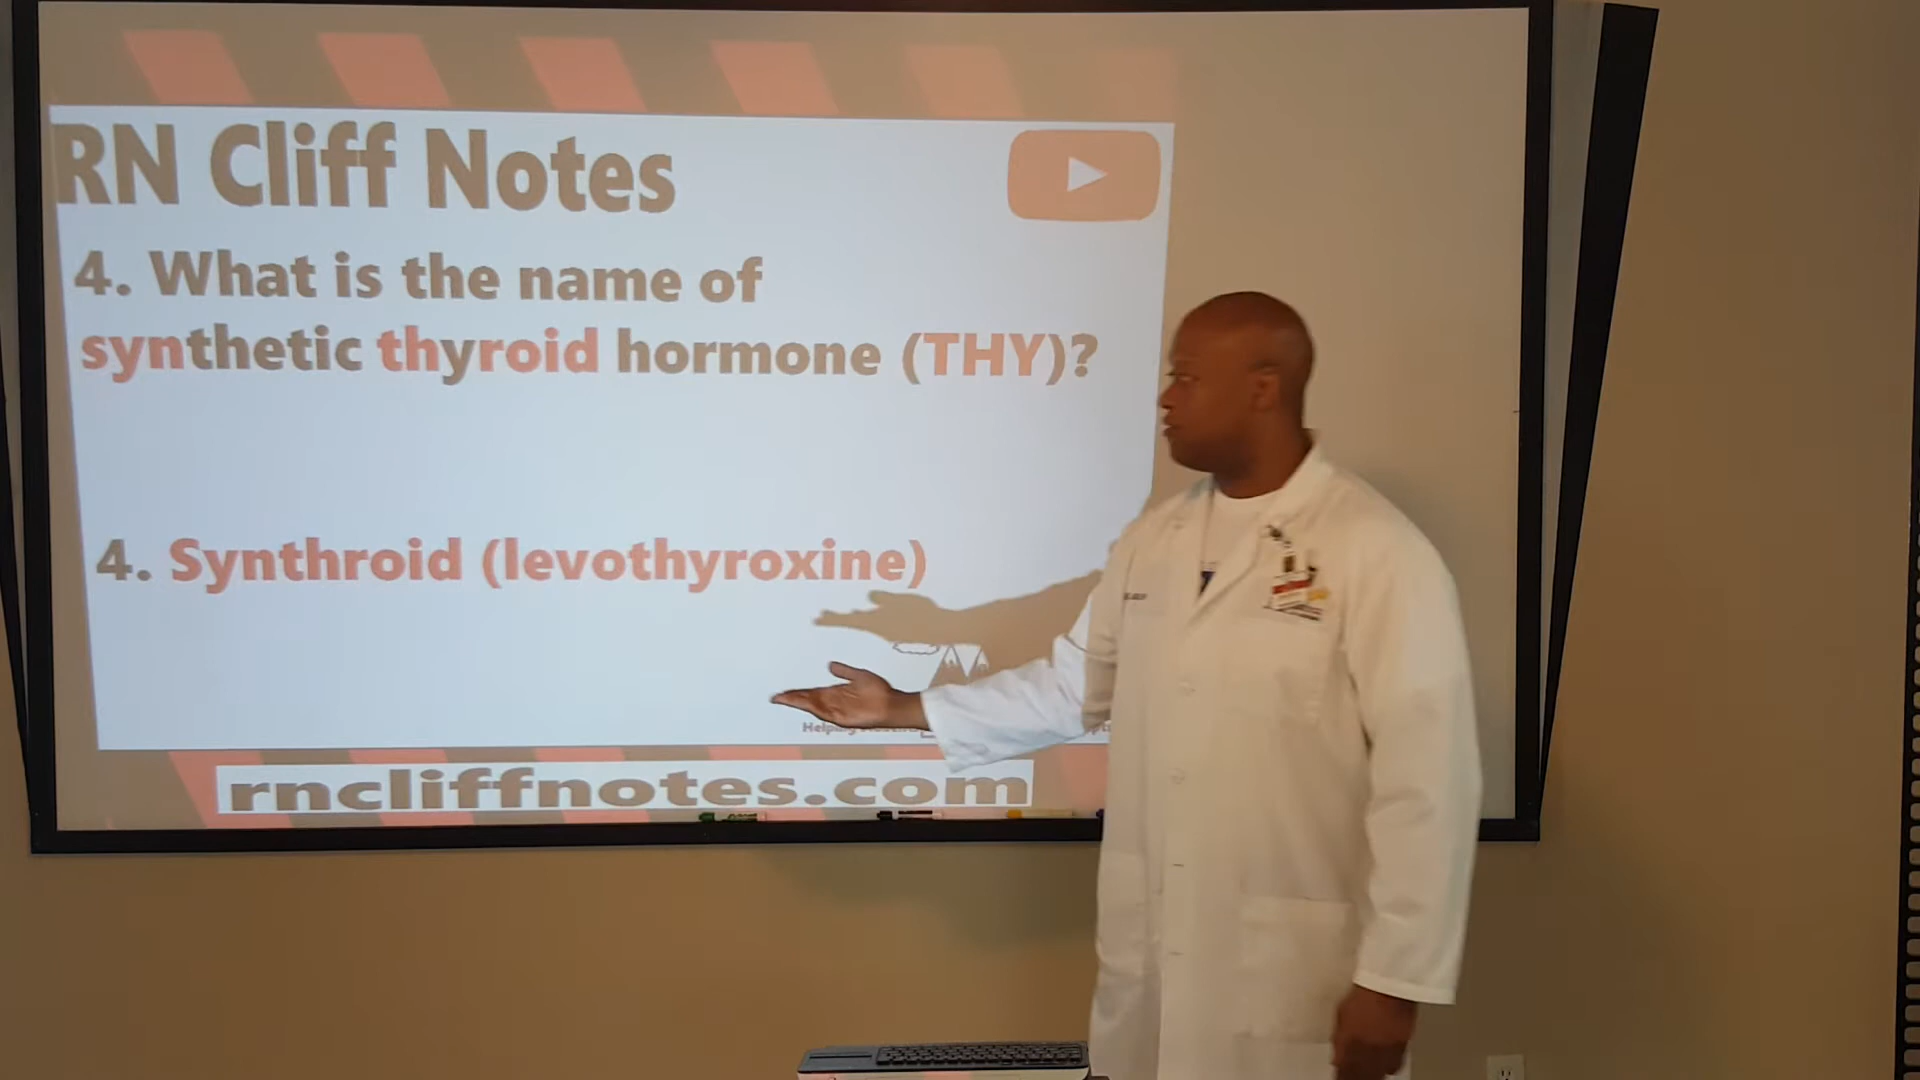 RN Cliff Notes
4. What is the name of
synthetic thyroid hormone (THY)?
4. Synthroid (levothyroxine)
rncliffnotes.com